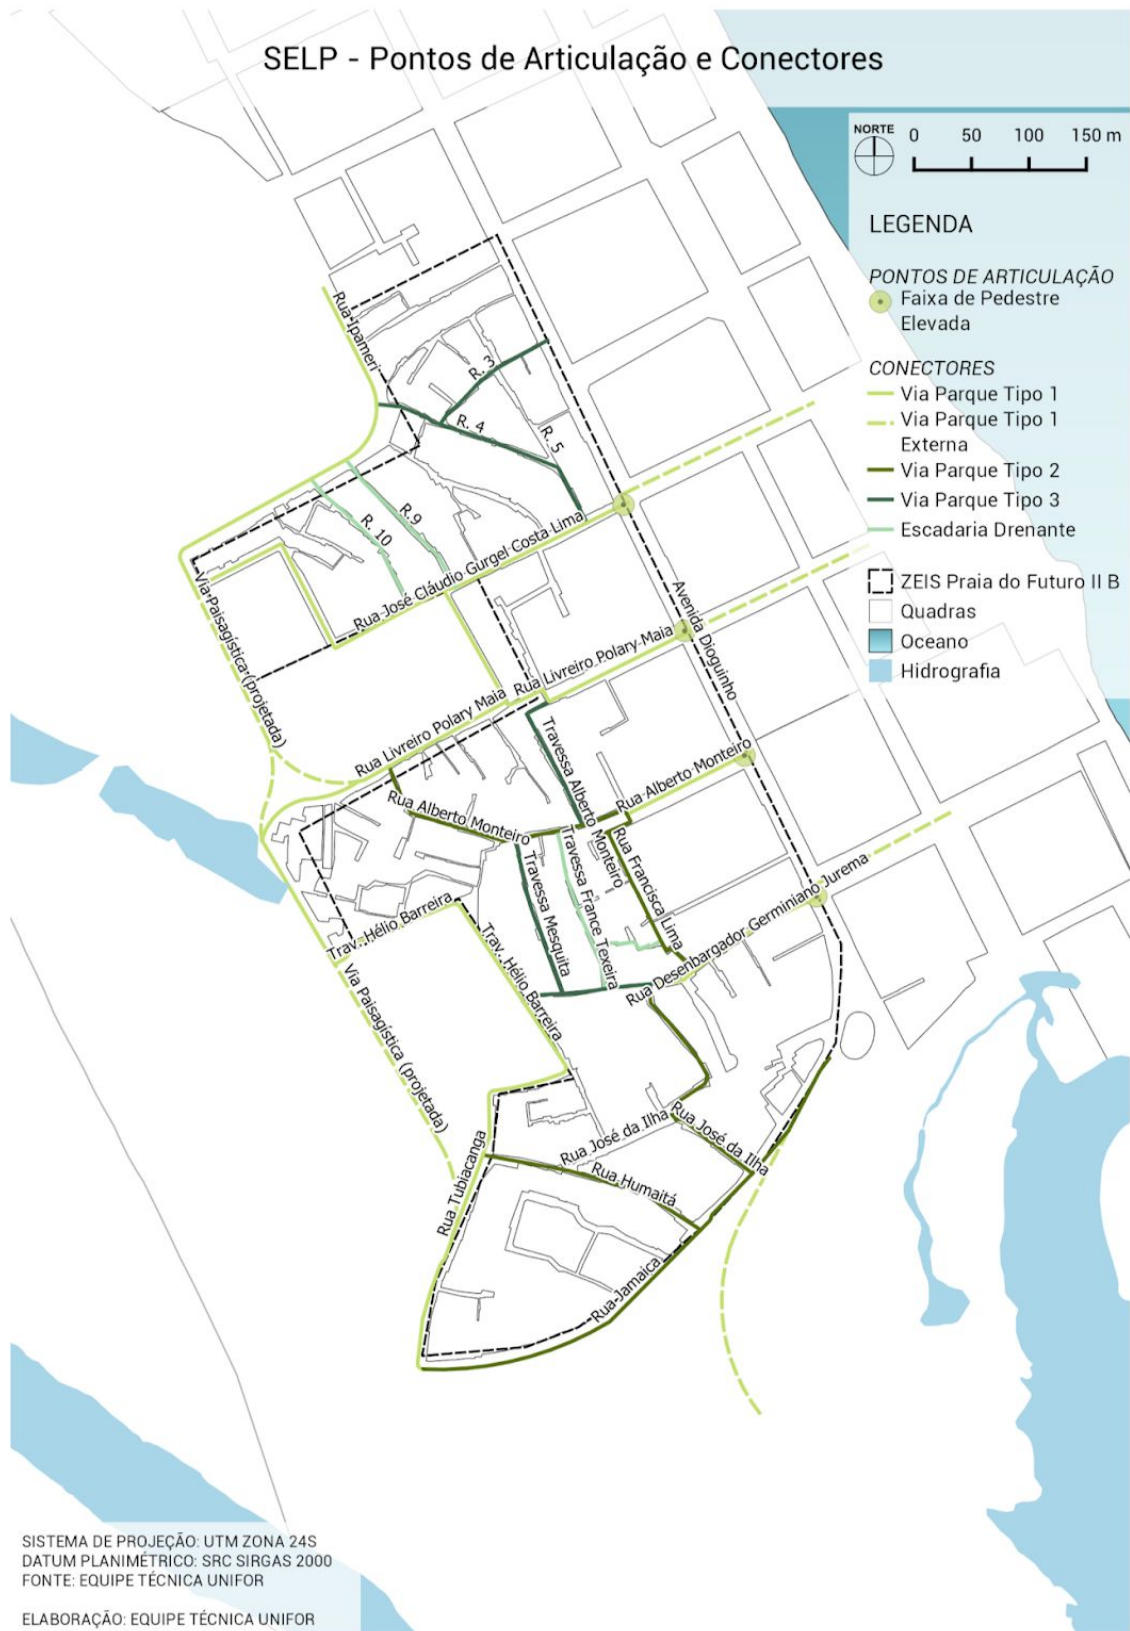 SELP - Pontos de Articulação e Conectores
NORTE
0 50 100 150 m
LEGENDA
PONTOS DE ARTICULAÇÃO
Faixa de Pedestre
Elevada
CONECTORES
Via Parque Tipo 1
Via Parque Tipo 1
Externa
Via Parque Tipo 2
Via Parque Tipo 3
Escadaria Drenante
ZEIS Praia do Futuro II B
Quadras
Oceano
Hidrografia
Rua Ipameri
R. 3
R. 4
R. 5
R.9
R. 10
Rua José Cláudio Gurgel Costa Lima
Via Paisagística (projetada)
Avenida Dioguinho
Rua Livreiro Polary Maia
Rua Livreiro Polary Maia
Travessa Alberto Monteiro
Rua Alberto Monteiro
Rua Alberto Monteiro
Rua Francisca Lima
Travessa France Texeira
Travessa Mesquita
Rua Desenbargador Germiniano Jurema
Trav. Hélio Barreira
Trav. Hélio Barreira
Via Paisagística (projetada)
Rua José da Ilha
Rua José da Ilha
Rua Humaitá
Rua Tubiacanga
Rua Jamaica
SISTEMA DE PROJEÇÃO: UTM ZONA 24S
DATUM PLANIMÉTRICO: SRC SIRGAS 2000
FONTE: EQUIPE TÉCNICA UNIFOR
ELABORAÇÃO: EQUIPE TÉCNICA UNIFOR